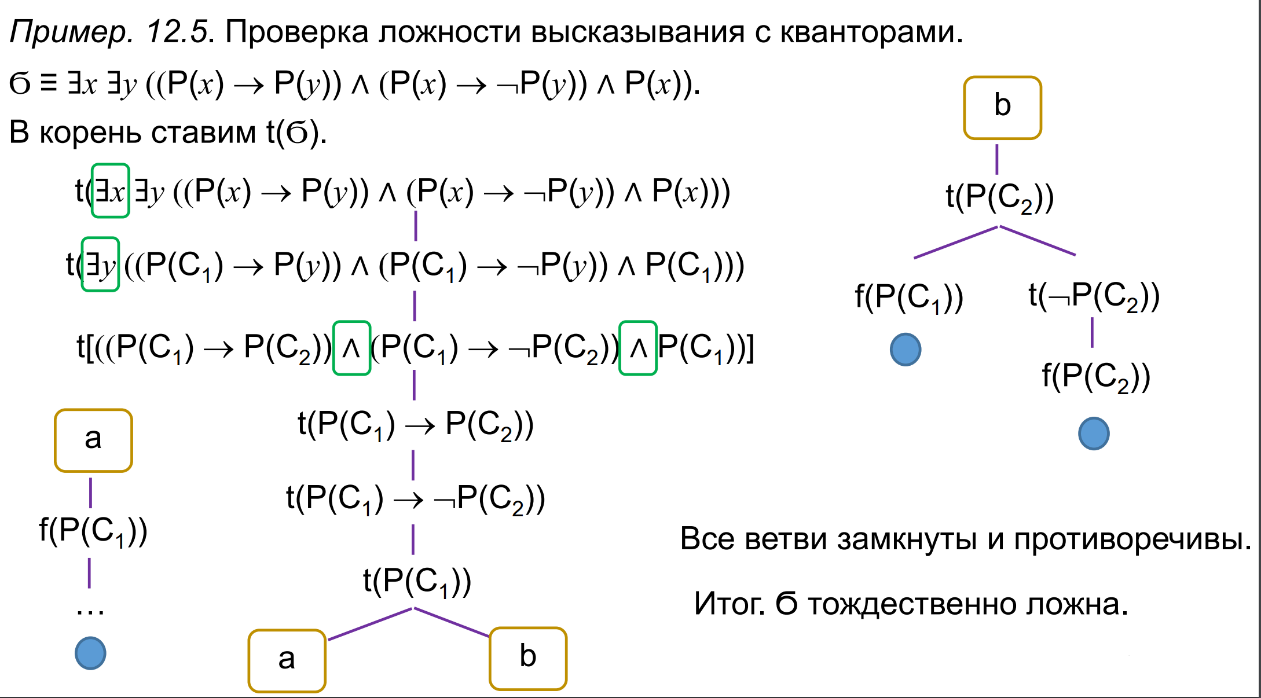 Пример. 12.5. Проверка ложности высказывания с кванторами.
Ϭ ≡ ∃x ∃y ((P(x) → P(y)) ∧ (P(x) → ¬P(y)) ∧ P(x)).
В корень ставим t(Ϭ).
t(∃x ∃y ((P(x) → P(y)) ∧ (P(x) → ¬P(y)) ∧ P(x)))
t(∃y ((P(C₁) → P(y)) ∧ (P(C₁) → ¬P(y)) ∧ P(C₁)))
t[((P(C₁) → P(C₂)) ∧ (P(C₁) → ¬P(C₂)) ∧ P(C₁))]
t(P(C₁) → P(C₂))
t(P(C₁) → ¬P(C₂))
t(P(C₁))
a
b
a
f(P(C₁))
...
b
t(P(C₂))
f(P(C₁))
t(¬P(C₂))
f(P(C₂))
Все ветви замкнуты и противоречивы.
Итог. Ϭ тождественно ложна.